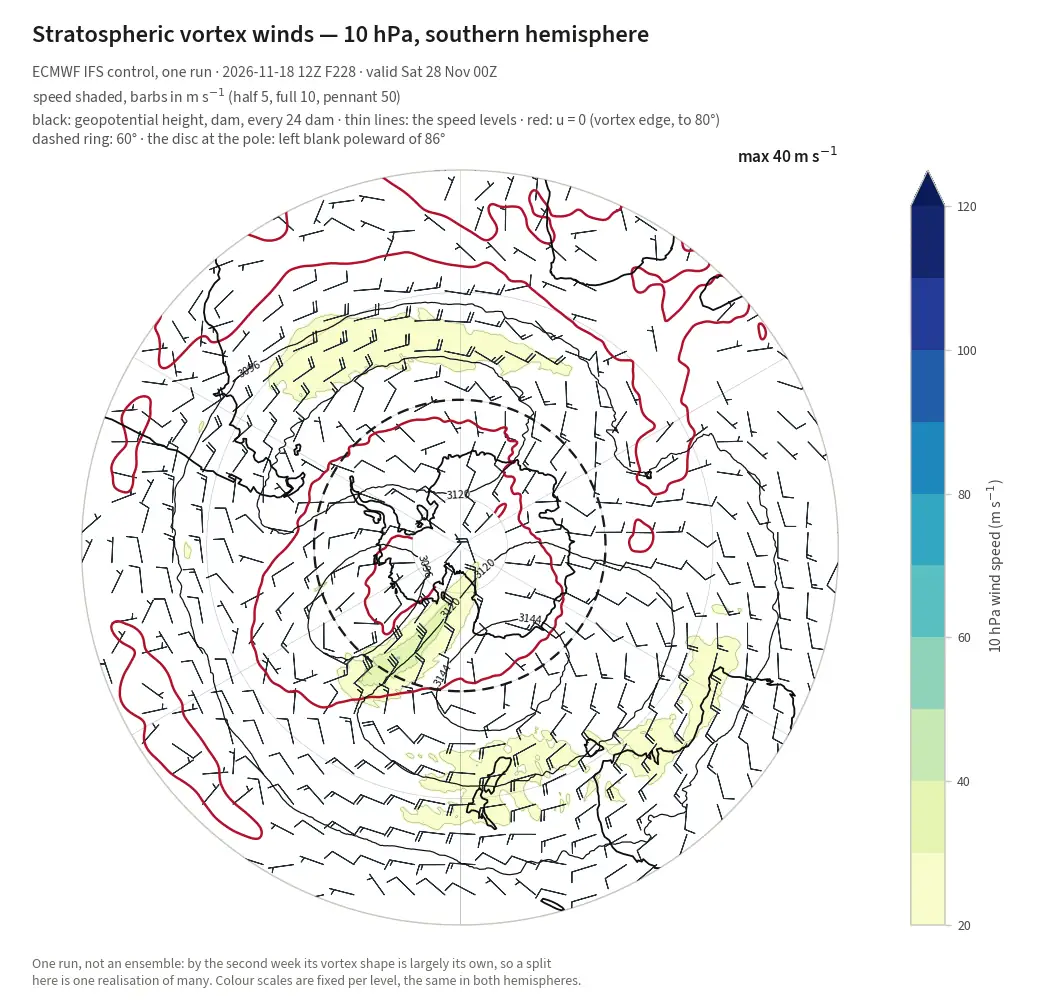 Stratospheric vortex winds — 10 hPa, southern hemisphere
ECMWF IFS control, one run · 2026-11-18 12Z F228 · valid Sat 28 Nov 00Z
speed shaded, barbs in m s⁻¹ (half 5, full 10, pennant 50)
black: geopotential height, dam, every 24 dam · thin lines: the speed levels · red: u = 0 (vortex edge, to 80°)
dashed ring: 60° · the disc at the pole: left blank poleward of 86°
max 40 m s⁻¹
120
100
80
60
40
20
10 hPa wind speed (m s⁻¹)
3096
3120
3096
3120
3120
3144
3144
One run, not an ensemble: by the second week its vortex shape is largely its own, so a split
here is one realisation of many. Colour scales are fixed per level, the same in both hemispheres.